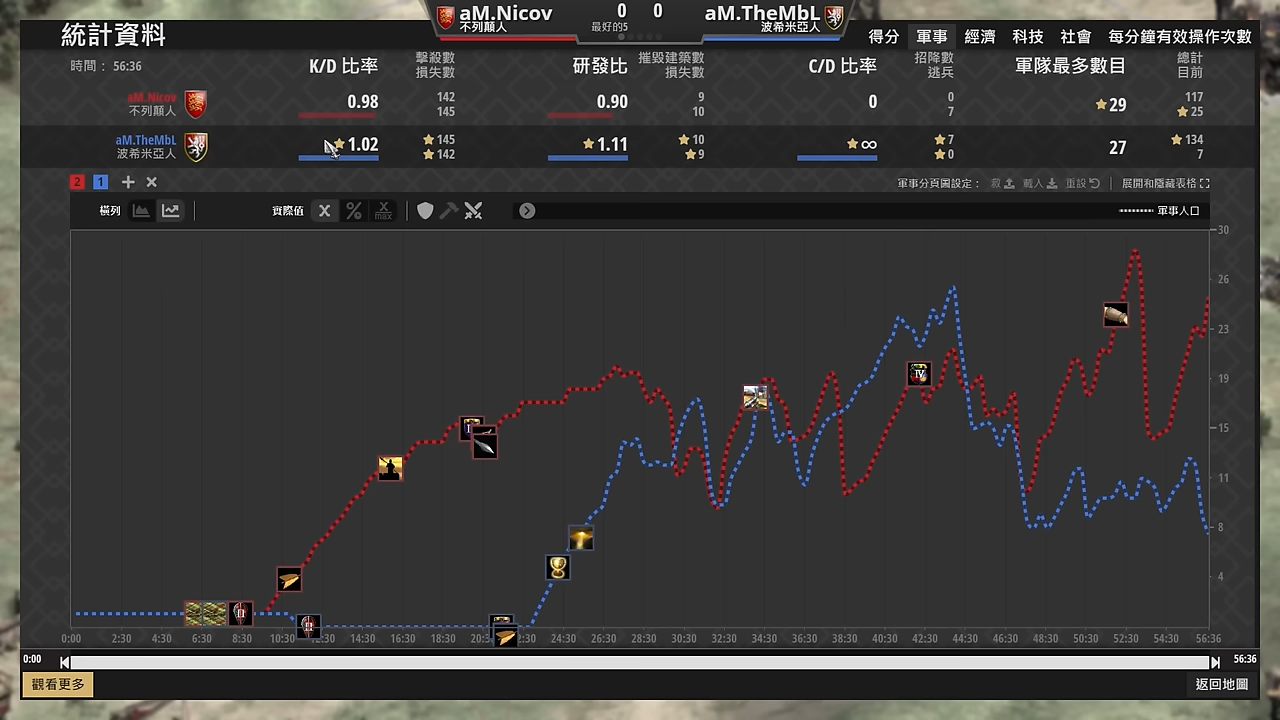 aM.Nicov 0 0 aM.TheMbL
不列顛人 最好的5 波希米亞人
統計資料
得分 軍事 經濟 科技 社會 每分鐘有效操作次數
時間： 56:36
K/D 比率 擊殺數 損失數 研發比 摧毀建築數 損失數 C/D 比率 招降數 逃兵 軍隊最多數目 總計 目前
aM.Nicov 不列顛人 0.98 142 145 0.90 9 10 0 0 7 29 117 25
aM.TheMbL 波希米亞人 1.02 145 142 1.11 10 9 ∞ 7 0 27 134 7
2 1
軍事分頁圖設定： 載入 重設 展開和隱藏表格
橫列 實際值 X % X max 軍事人口
30
26
23
19
15
11
8
4
0:00 2:30 4:30 6:30 8:30 10:30 12:30 14:30 16:30 18:30 20:30 22:30 24:30 26:30 28:30 30:30 32:30 34:30 36:30 38:30 40:30 42:30 44:30 46:30 48:30 50:30 52:30 54:30 56:36
0:00 56:36
觀看更多 返回地圖